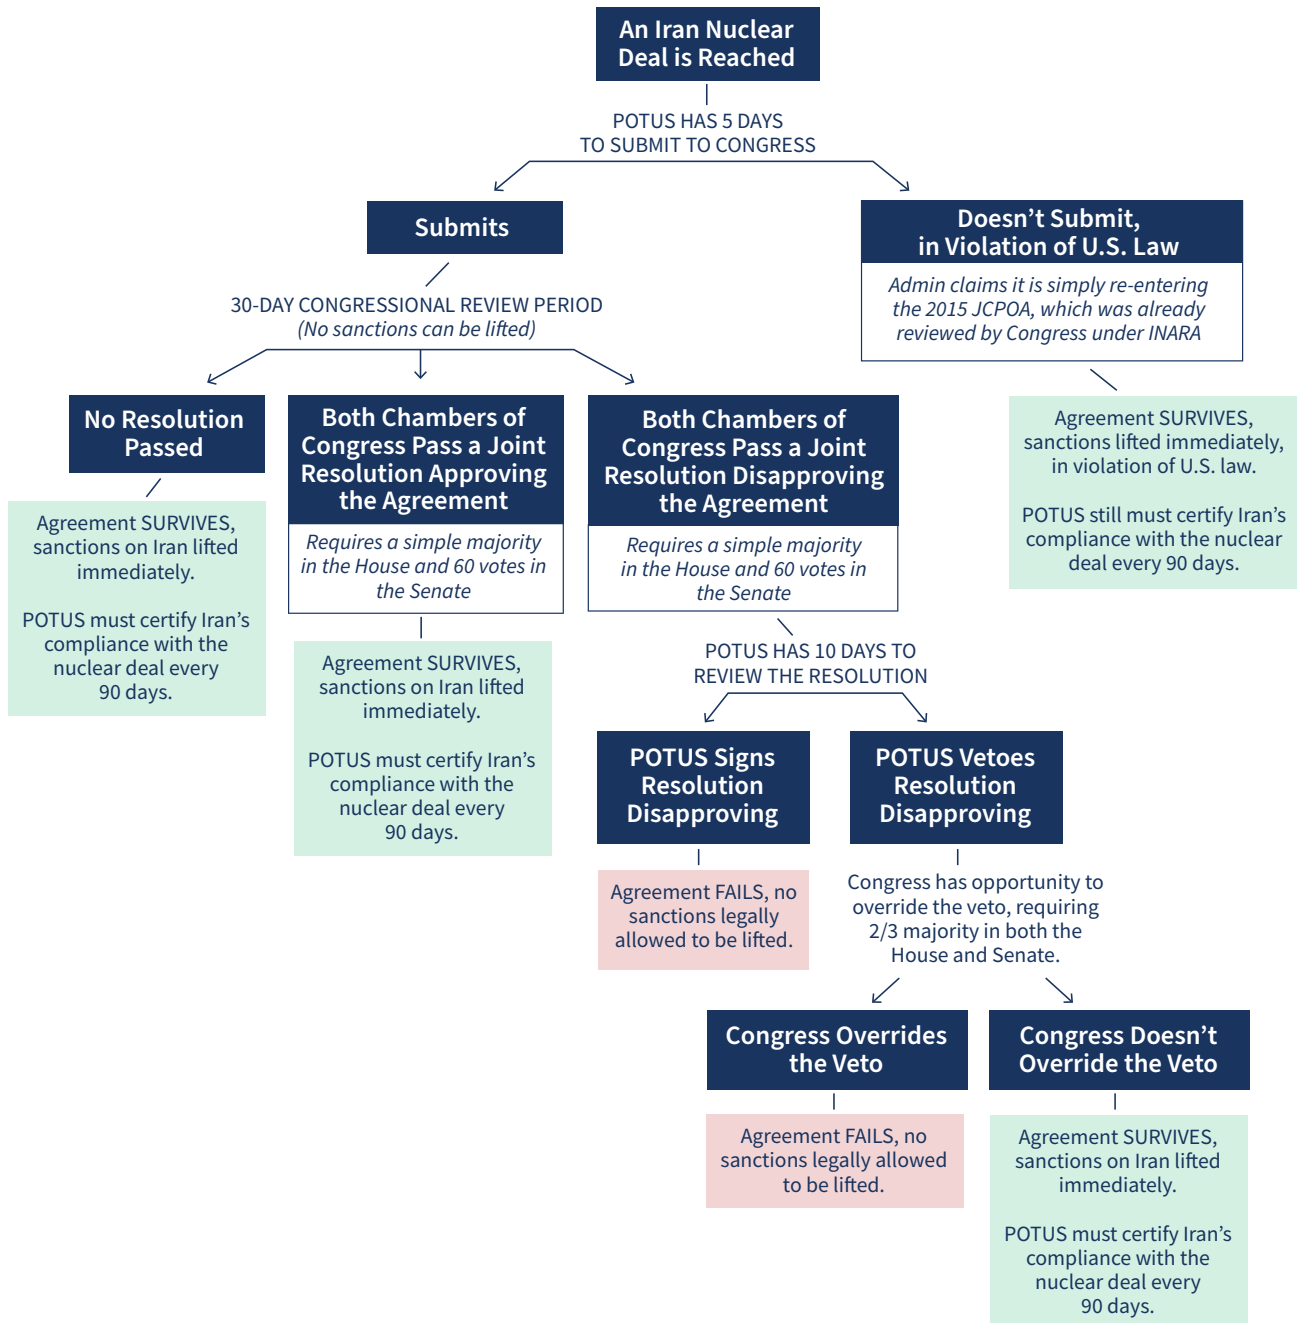 An Iran Nuclear
Deal is Reached
POTUS HAS 5 DAYS
TO SUBMIT TO CONGRESS
Submits
Doesn’t Submit,
in Violation of U.S. Law
Admin claims it is simply re-entering
the 2015 JCPOA, which was already
reviewed by Congress under INARA
30-DAY CONGRESSIONAL REVIEW PERIOD
(No sanctions can be lifted)
No Resolution
Passed
Agreement SURVIVES,
sanctions on Iran lifted
immediately.
POTUS must certify Iran’s
compliance with the
nuclear deal every
90 days.
Both Chambers of
Congress Pass a Joint
Resolution Approving
the Agreement
Requires a simple majority
in the House and 60 votes in
the Senate
Agreement SURVIVES,
sanctions on Iran lifted
immediately.
POTUS must certify Iran’s
compliance with the
nuclear deal every
90 days.
Both Chambers of
Congress Pass a Joint
Resolution Disapproving
the Agreement
Requires a simple majority
in the House and 60 votes in
the Senate
Agreement SURVIVES,
sanctions lifted immediately,
in violation of U.S. law.
POTUS still must certify Iran’s
compliance with the nuclear
deal every 90 days.
POTUS HAS 10 DAYS TO
REVIEW THE RESOLUTION
POTUS Signs
Resolution
Disapproving
Agreement FAILS, no
sanctions legally
allowed to be lifted.
POTUS Vetoes
Resolution
Disapproving
Congress has opportunity to
override the veto, requiring
2/3 majority in both the
House and Senate.
Congress Overrides
the Veto
Agreement FAILS, no
sanctions legally allowed
to be lifted.
Congress Doesn’t
Override the Veto
Agreement SURVIVES,
sanctions on Iran lifted
immediately.
POTUS must certify Iran’s
compliance with the
nuclear deal every
90 days.